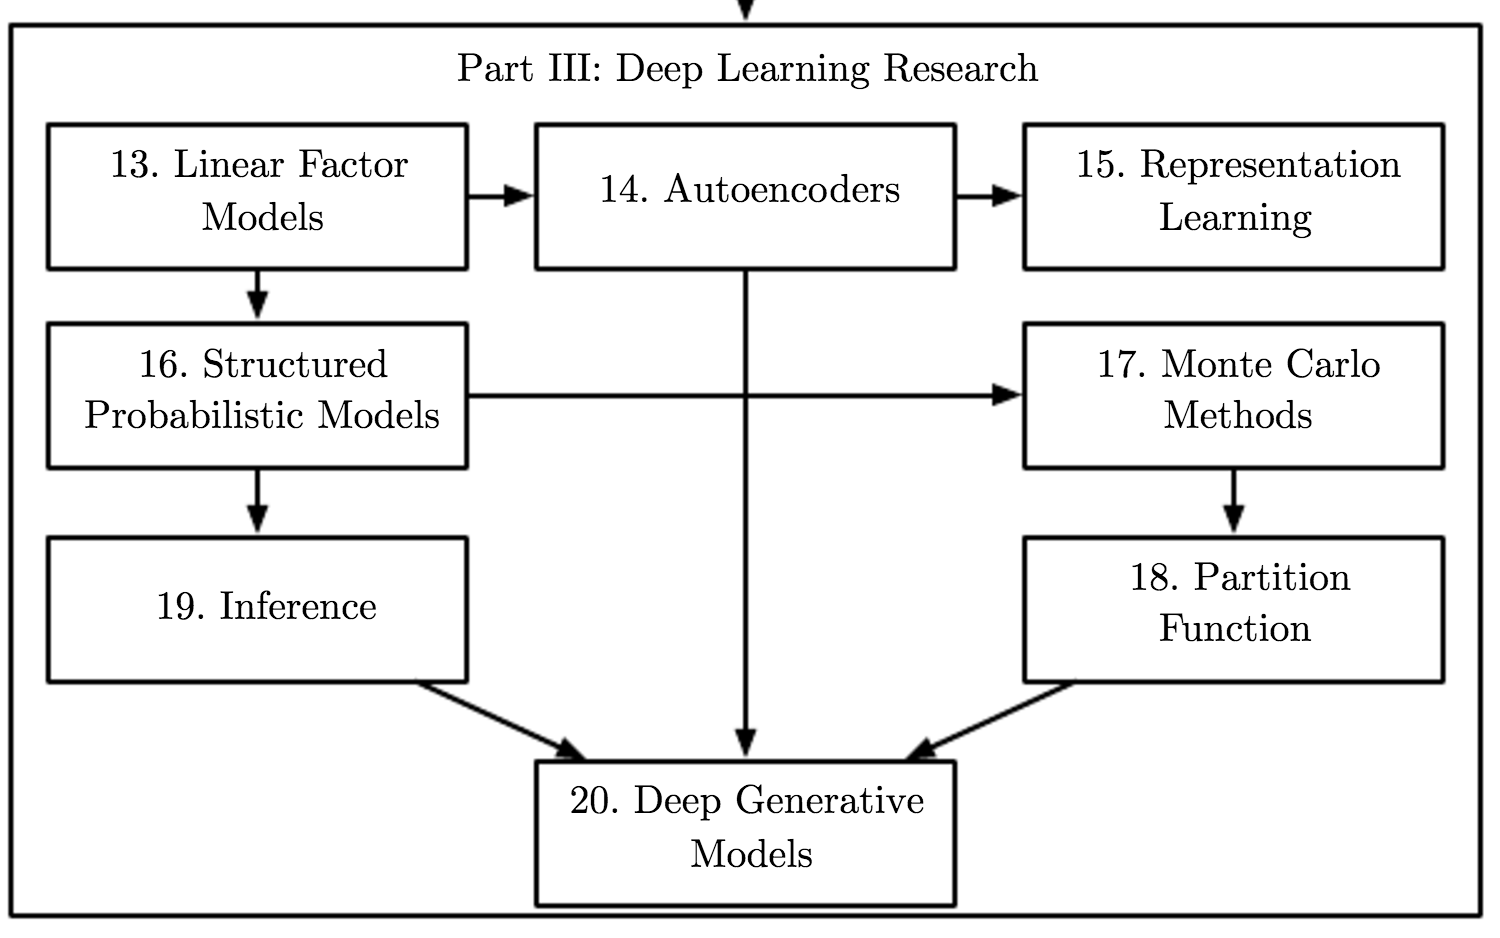 Part III: Deep Learning Research
13. Linear Factor
Models
14. Autoencoders
15. Representation
Learning
16. Structured
Probabilistic Models
17. Monte Carlo
Methods
19. Inference
18. Partition
Function
20. Deep Generative
Models